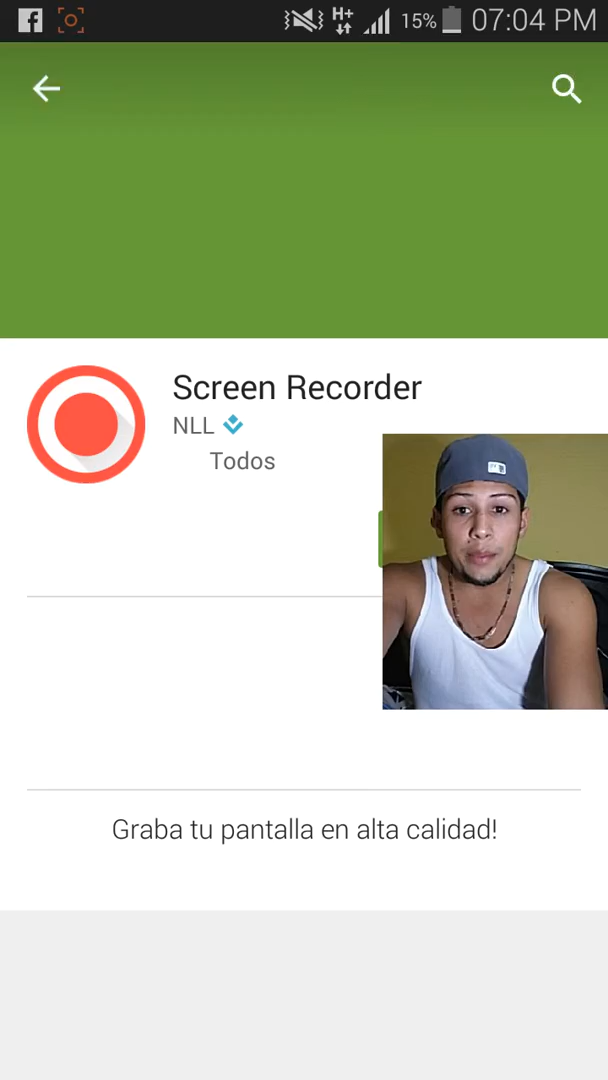 H+ 15% 07:04 PM
Screen Recorder
NLL
Todos
Graba tu pantalla en alta calidad!